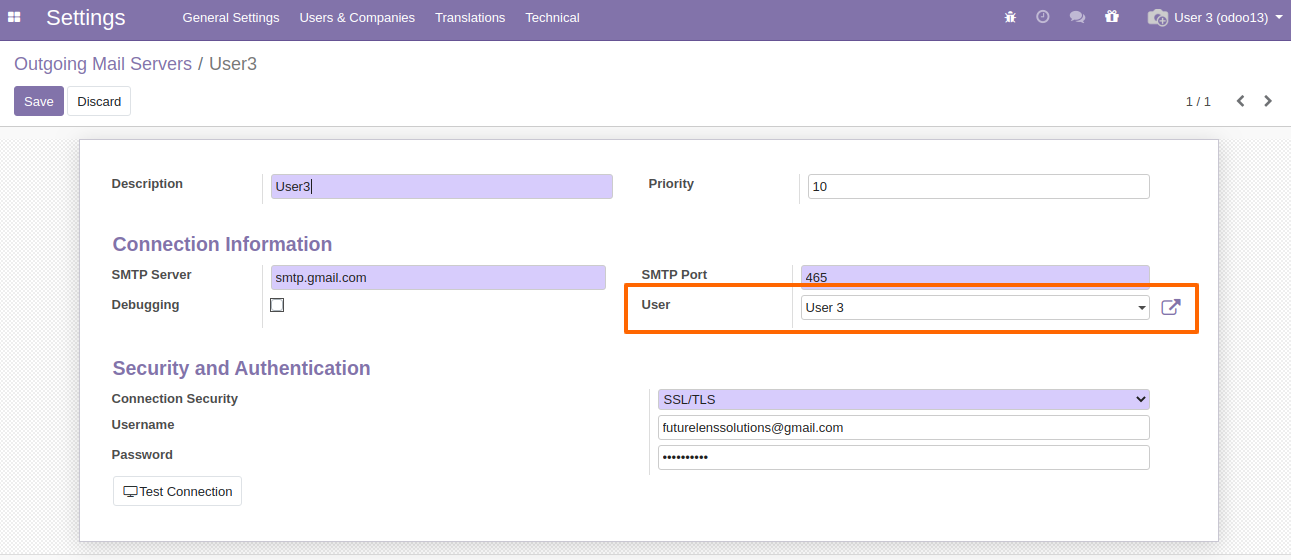 Settings General Settings Users & Companies Translations Technical User 3 (odoo13)
Outgoing Mail Servers / User3
Save Discard 1 / 1
Description User3 Priority 10
Connection Information
SMTP Server smtp.gmail.com SMTP Port 465
Debugging User User 3
Security and Authentication
Connection Security SSL/TLS
Username futurelenssolutions@gmail.com
Password ••••••••••
Test Connection